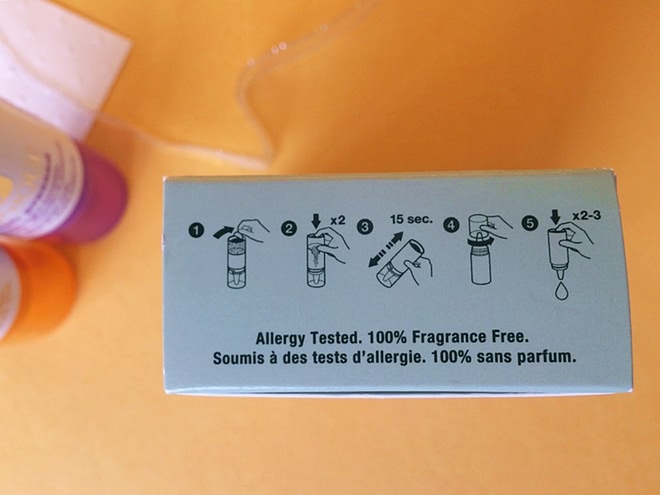 1 2 x2 3 15 sec. 4 5 x2-3
Allergy Tested. 100% Fragrance Free.
Soumis à des tests d'allergie. 100% sans parfum.